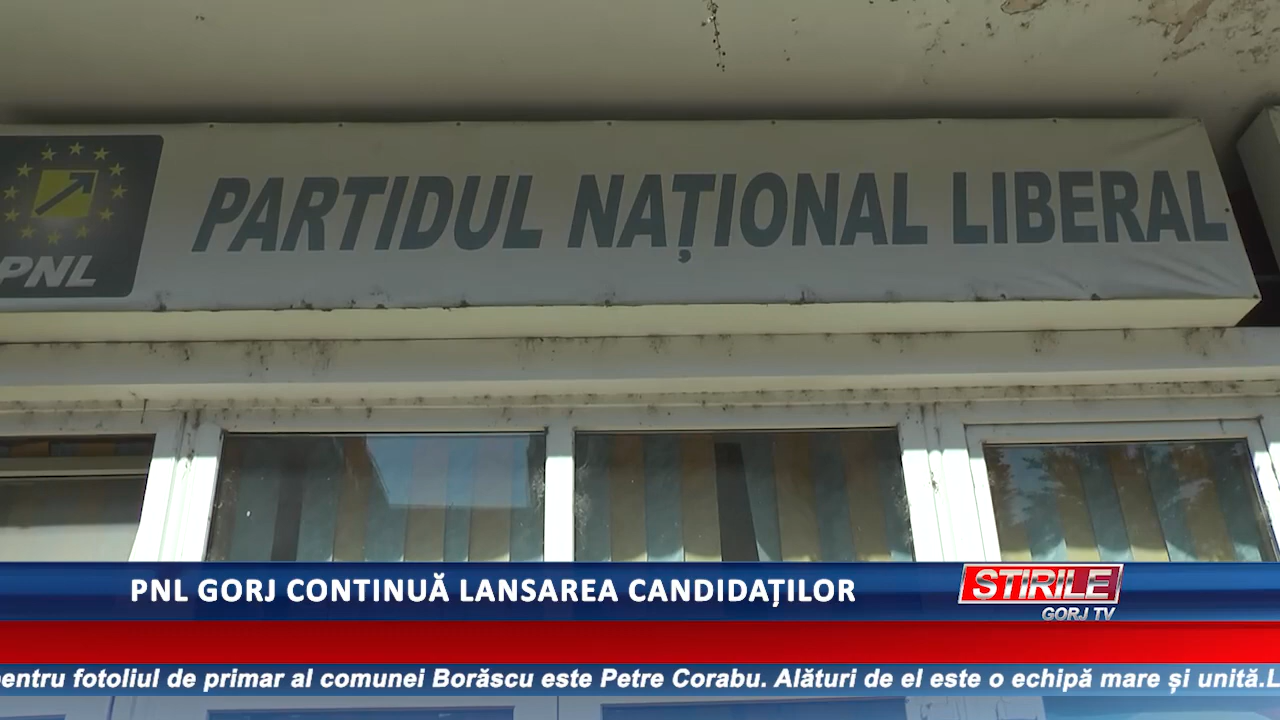 PARTIDUL NAȚIONAL LIBERAL
PNL
PNL GORJ CONTINUĂ LANSAREA CANDIDAȚILOR
STIRILE
GORJ TV
pentru fotoliul de primar al comunei Borăscu este Petre Corabu. Alături de el este o echipă mare și unită.L